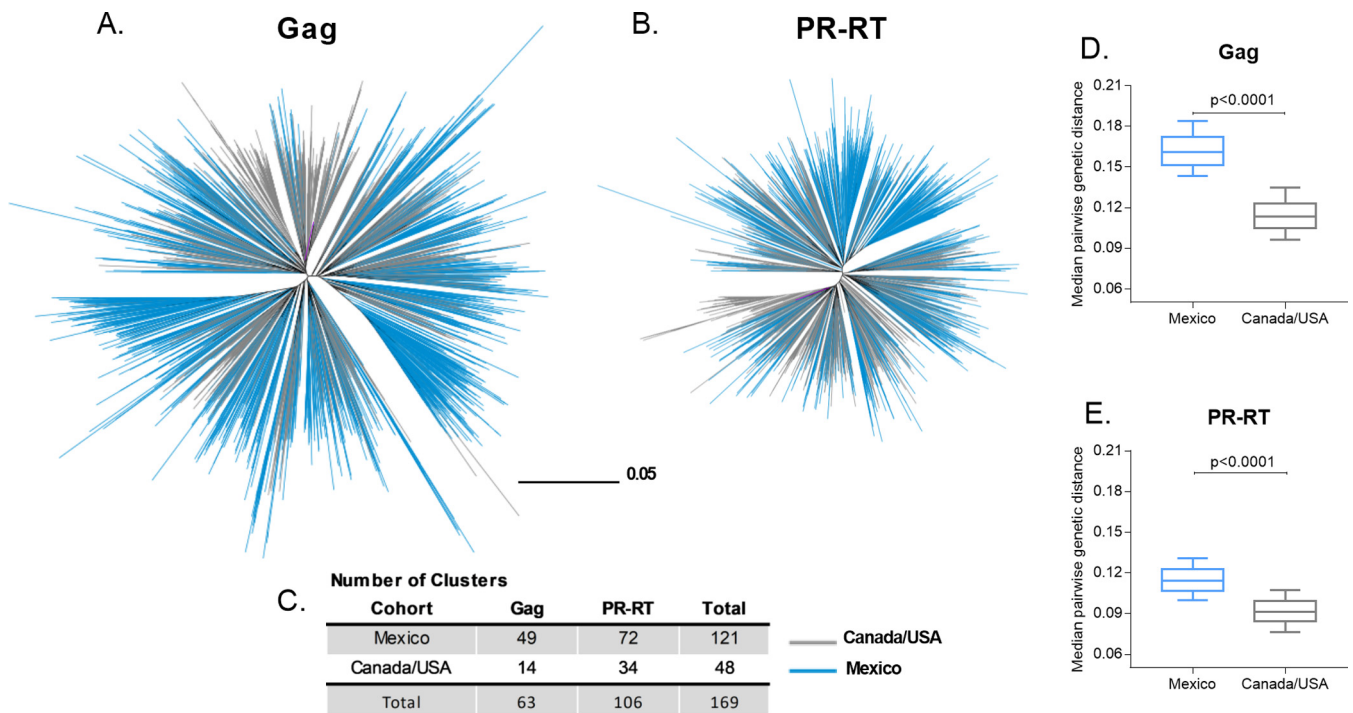 A.
Gag
B.
PR-RT
0.05
C.
Number of Clusters
Cohort Gag PR-RT Total
Mexico 49 72 121
Canada/USA 14 34 48
Total 63 106 169
Canada/USA
Mexico
D.
Gag
p<0.0001
Median pairwise genetic distance
0.21
0.18
0.15
0.12
0.09
0.06
Mexico Canada/USA
E.
PR-RT
p<0.0001
Median pairwise genetic distance
0.21
0.18
0.15
0.12
0.09
0.06
Mexico Canada/USA